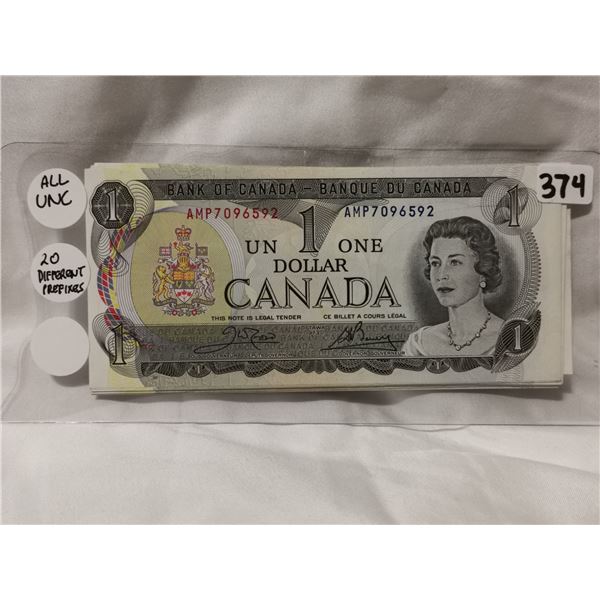 ALL
UNC
20
DIFFERENT
PREFIXES
374
BANK OF CANADA – BANQUE DU CANADA
1 1
AMP7096592 AMP7096592
UN 1 ONE
DOLLAR
CANADA
THIS NOTE IS LEGAL TENDER CE BILLET A COURS LÉGAL
OTTAWA
1 1